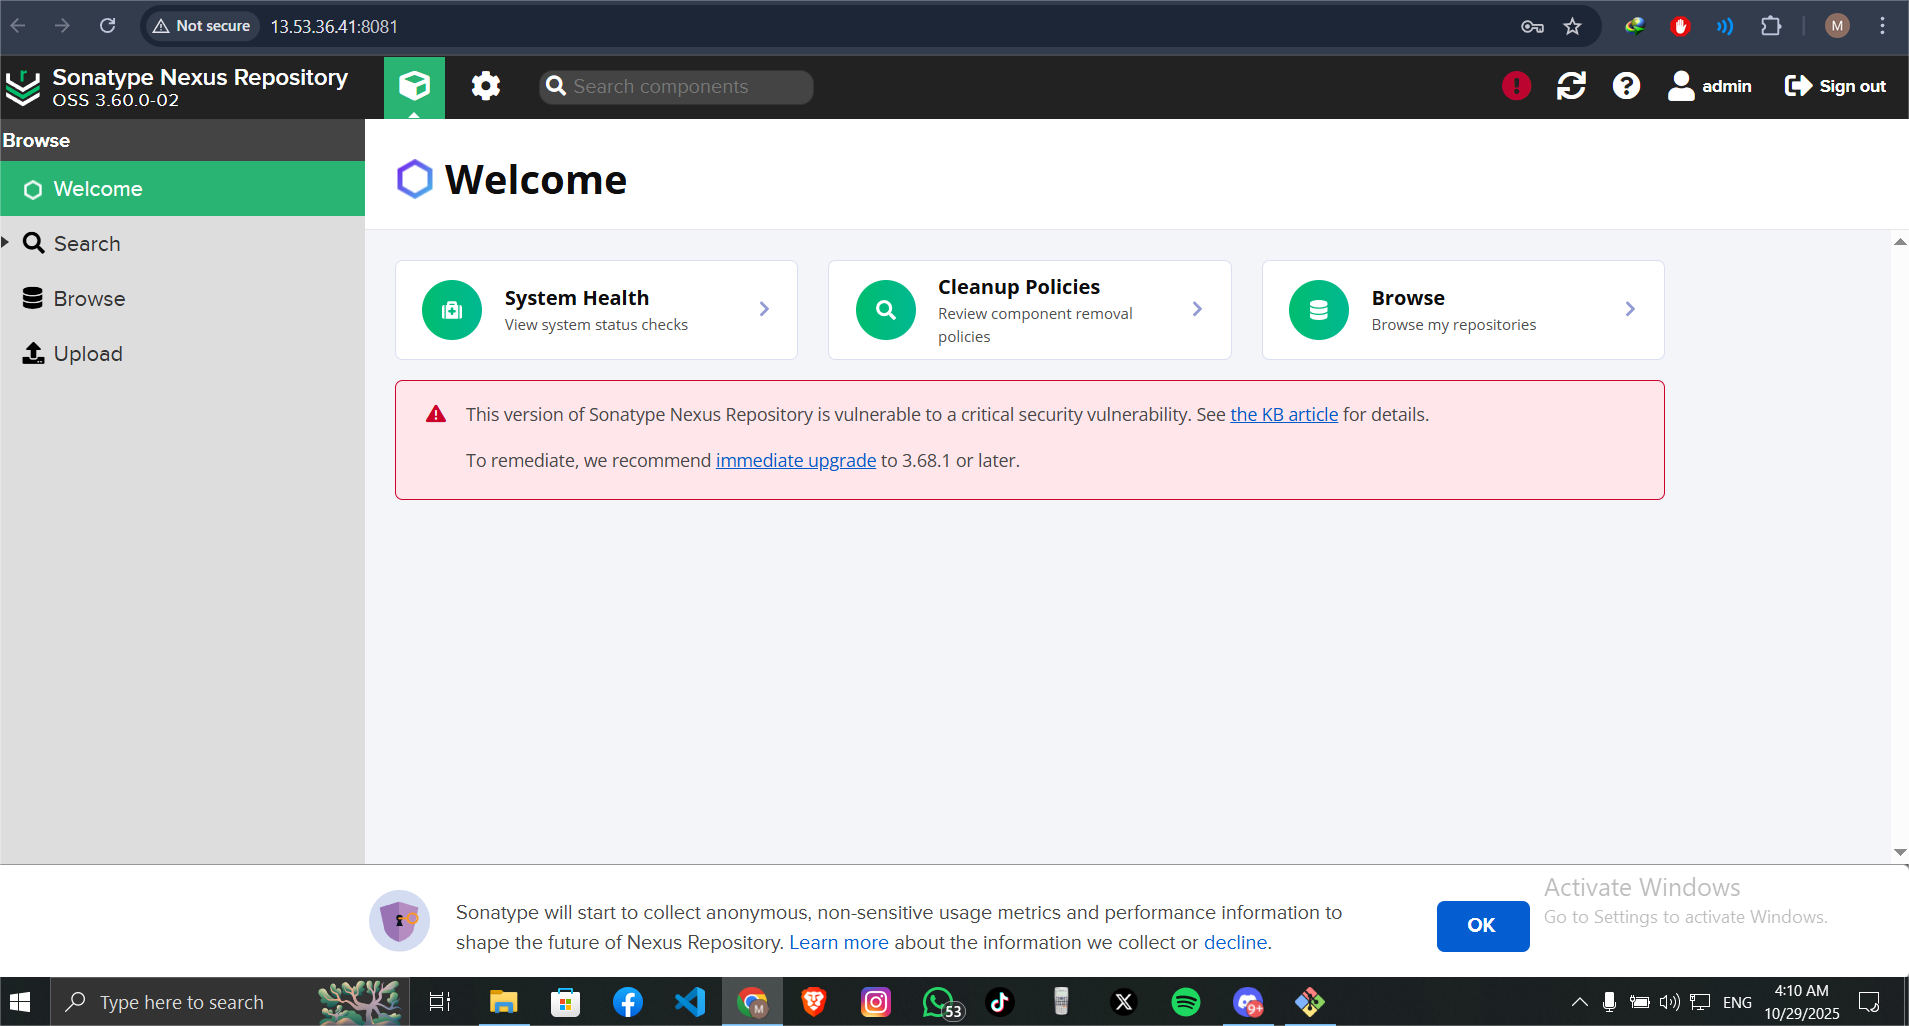 Not secure
13.53.36.41:8081
M
Sonatype Nexus Repository
OSS 3.60.0-02
Search components
admin
Sign out
Browse
Welcome
Search
Browse
Upload
Welcome
System Health
View system status checks
Cleanup Policies
Review component removal
policies
Browse
Browse my repositories
This version of Sonatype Nexus Repository is vulnerable to a critical security vulnerability. See the KB article for details.
To remediate, we recommend immediate upgrade to 3.68.1 or later.
Sonatype will start to collect anonymous, non-sensitive usage metrics and performance information to
shape the future of Nexus Repository. Learn more about the information we collect or decline.
OK
Activate Windows
Go to Settings to activate Windows.
Type here to search
M
53
9+
ENG
4:10 AM
10/29/2025